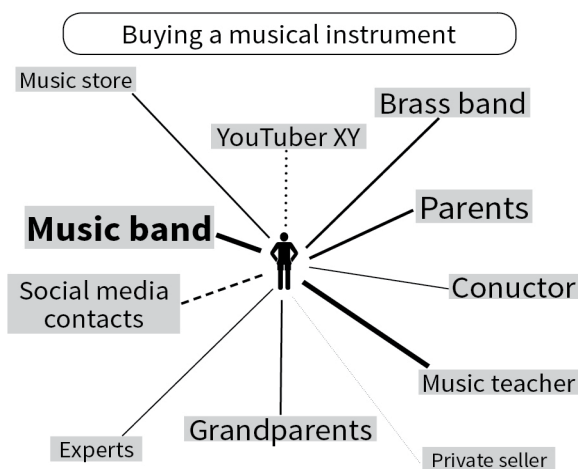 Buying a musical instrument
Music store
Brass band
YouTuber XY
Parents
Music band
Conuctor
Social media
contacts
Music teacher
Grandparents
Experts
Private seller